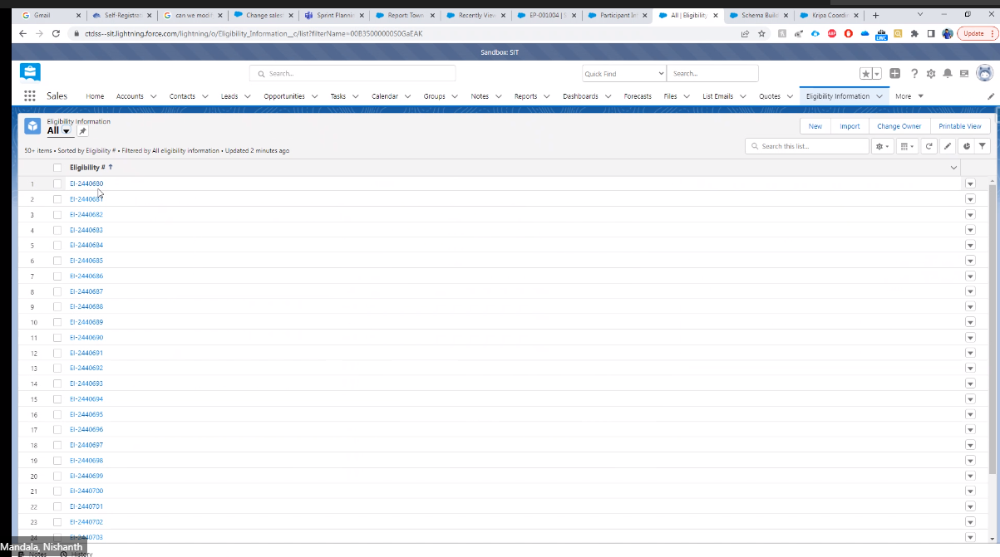 Gmail
Self-Registrat
can we modif
Change sales
Sprint Plannin
Report: Town
Recently View
EP-001004 | S
Participant In
All | Eligibility
Schema Build
Kripa Coordin
ctdss--sit.lightning.force.com/lightning/o/Eligibility_Information__c/list?filterName=00B35000000S0GaEAK
ABP
LWC
Update
Sandbox: SIT
Search...
Quick Find
Search...
Sales
Home
Accounts
Contacts
Leads
Opportunities
Tasks
Calendar
Groups
Notes
Reports
Dashboards
Forecasts
Files
List Emails
Quotes
Eligibility Information
More
Eligibility Information
All
New
Import
Change Owner
Printable View
50+ items • Sorted by Eligibility # • Filtered by All eligibility information • Updated 2 minutes ago
Search this list...
Eligibility #
1 EI-2440680
2 EI-2440681
3 EI-2440682
4 EI-2440683
5 EI-2440684
6 EI-2440685
7 EI-2440686
8 EI-2440687
9 EI-2440688
10 EI-2440689
11 EI-2440690
12 EI-2440691
13 EI-2440692
14 EI-2440693
15 EI-2440694
16 EI-2440695
17 EI-2440696
18 EI-2440697
19 EI-2440698
20 EI-2440699
21 EI-2440700
22 EI-2440701
23 EI-2440702
24 EI-2440703
Mandala, Nishanth
Notes
History